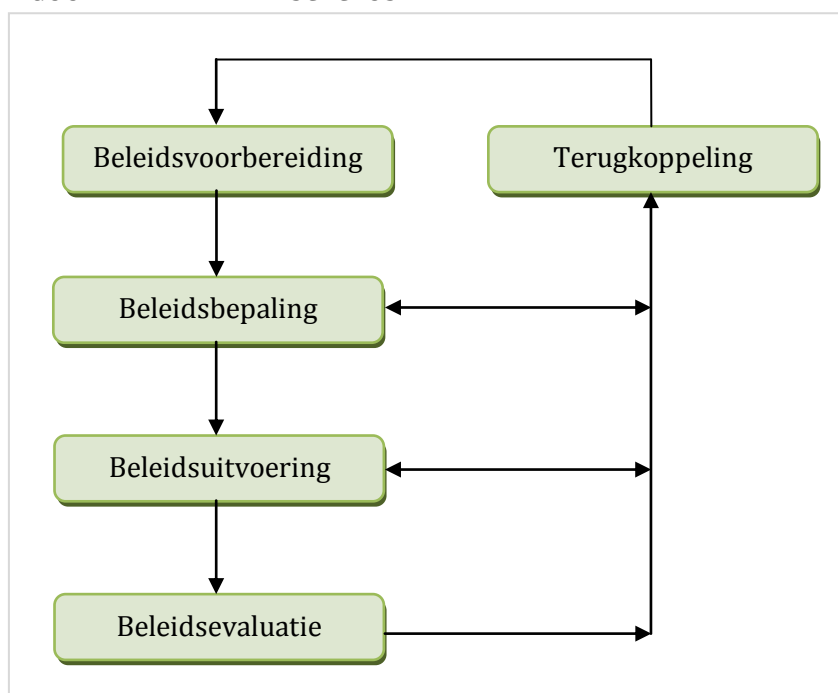 Beleidsvoorbereiding
Terugkoppeling
Beleidsbepaling
Beleidsuitvoering
Beleidsevaluatie